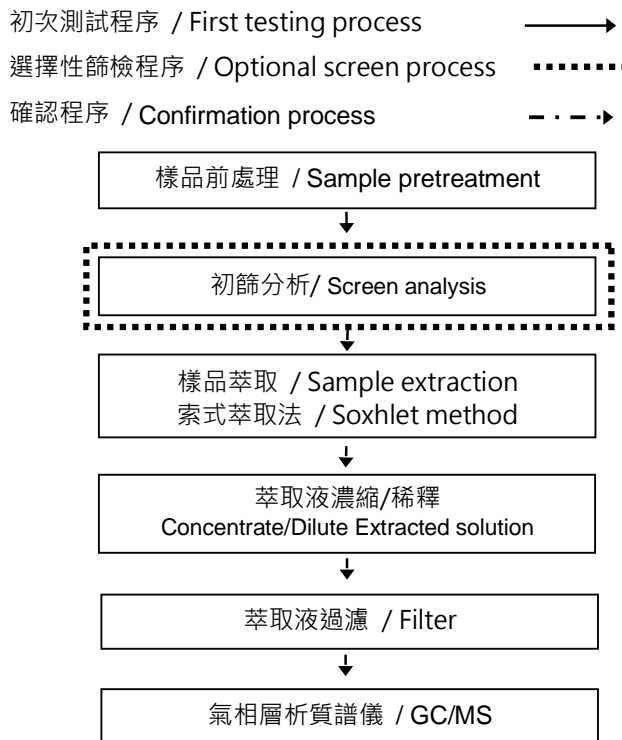 初次測試程序 / First testing process
選擇性篩檢程序 / Optional screen process
確認程序 / Confirmation process
樣品前處理 / Sample pretreatment
初篩分析/ Screen analysis
樣品萃取 / Sample extraction
索式萃取法 / Soxhlet method
萃取液濃縮/稀釋
Concentrate/Dilute Extracted solution
萃取液過濾 / Filter
氣相層析質譜儀 / GC/MS